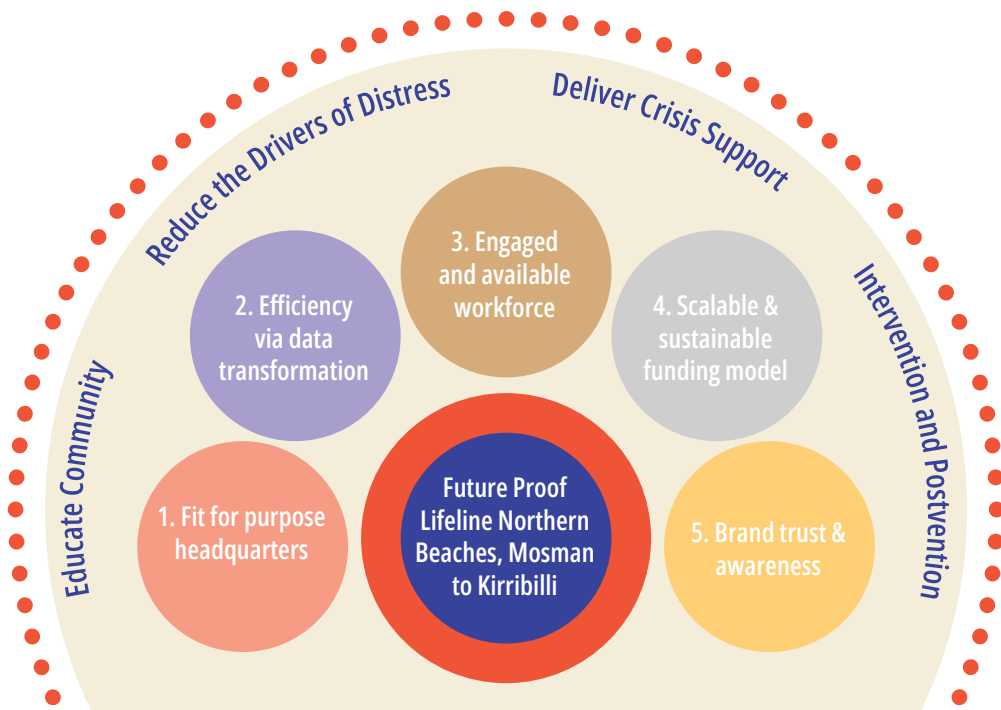 Educate Community
Reduce the Drivers of Distress
Deliver Crisis Support
Intervention and Postvention
1. Fit for purpose
headquarters
2. Efficiency
via data
transformation
3. Engaged
and available
workforce
4. Scalable &
sustainable
funding model
5. Brand trust &
awareness
Future Proof
Lifeline Northern
Beaches, Mosman
to Kirribilli